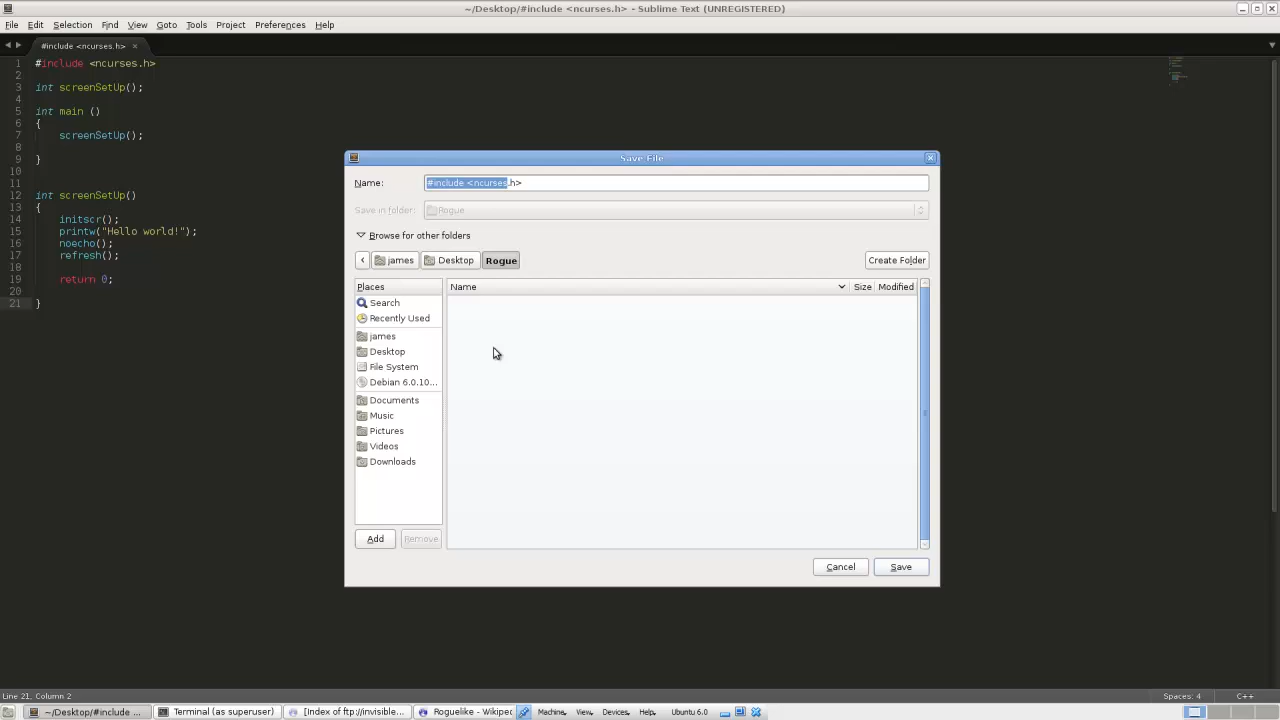 ~/Desktop/#include <ncurses.h> - Sublime Text (UNREGISTERED)
File Edit Selection Find View Goto Tools Project Preferences Help
#include <ncurses.h> ×
1 #include <ncurses.h>
2
3 int screenSetUp();
4
5 int main ()
6 {
7 screenSetUp();
8
9 }
10
11
12 int screenSetUp()
13 {
14 initscr();
15 printw("Hello world!");
16 noecho();
17 refresh();
18
19 return 0;
20
21 }
Save File
Name: #include <ncurses.h>
Save in folder: Rogue
Browse for other folders
james Desktop Rogue Create Folder
Places
Search
Recently Used
james
Desktop
File System
Debian 6.0.10...
Documents
Music
Pictures
Videos
Downloads
Name Size Modified
Add Remove
Cancel Save
Line 21, Column 2 Spaces: 4 C++
~/Desktop/#include ... Terminal (as superuser) [Index of ftp://invisible... Roguelike - Wikipec Machine View Devices Help Ubuntu 6.0